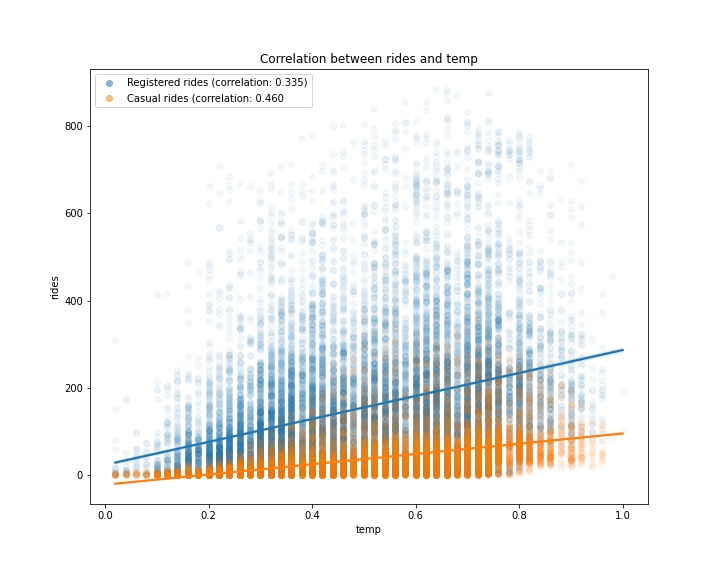 Correlation between rides and temp
Registered rides (correlation: 0.335)
Casual rides (correlation: 0.460
800
600
400
200
0
rides
0.0 0.2 0.4 0.6 0.8 1.0
temp